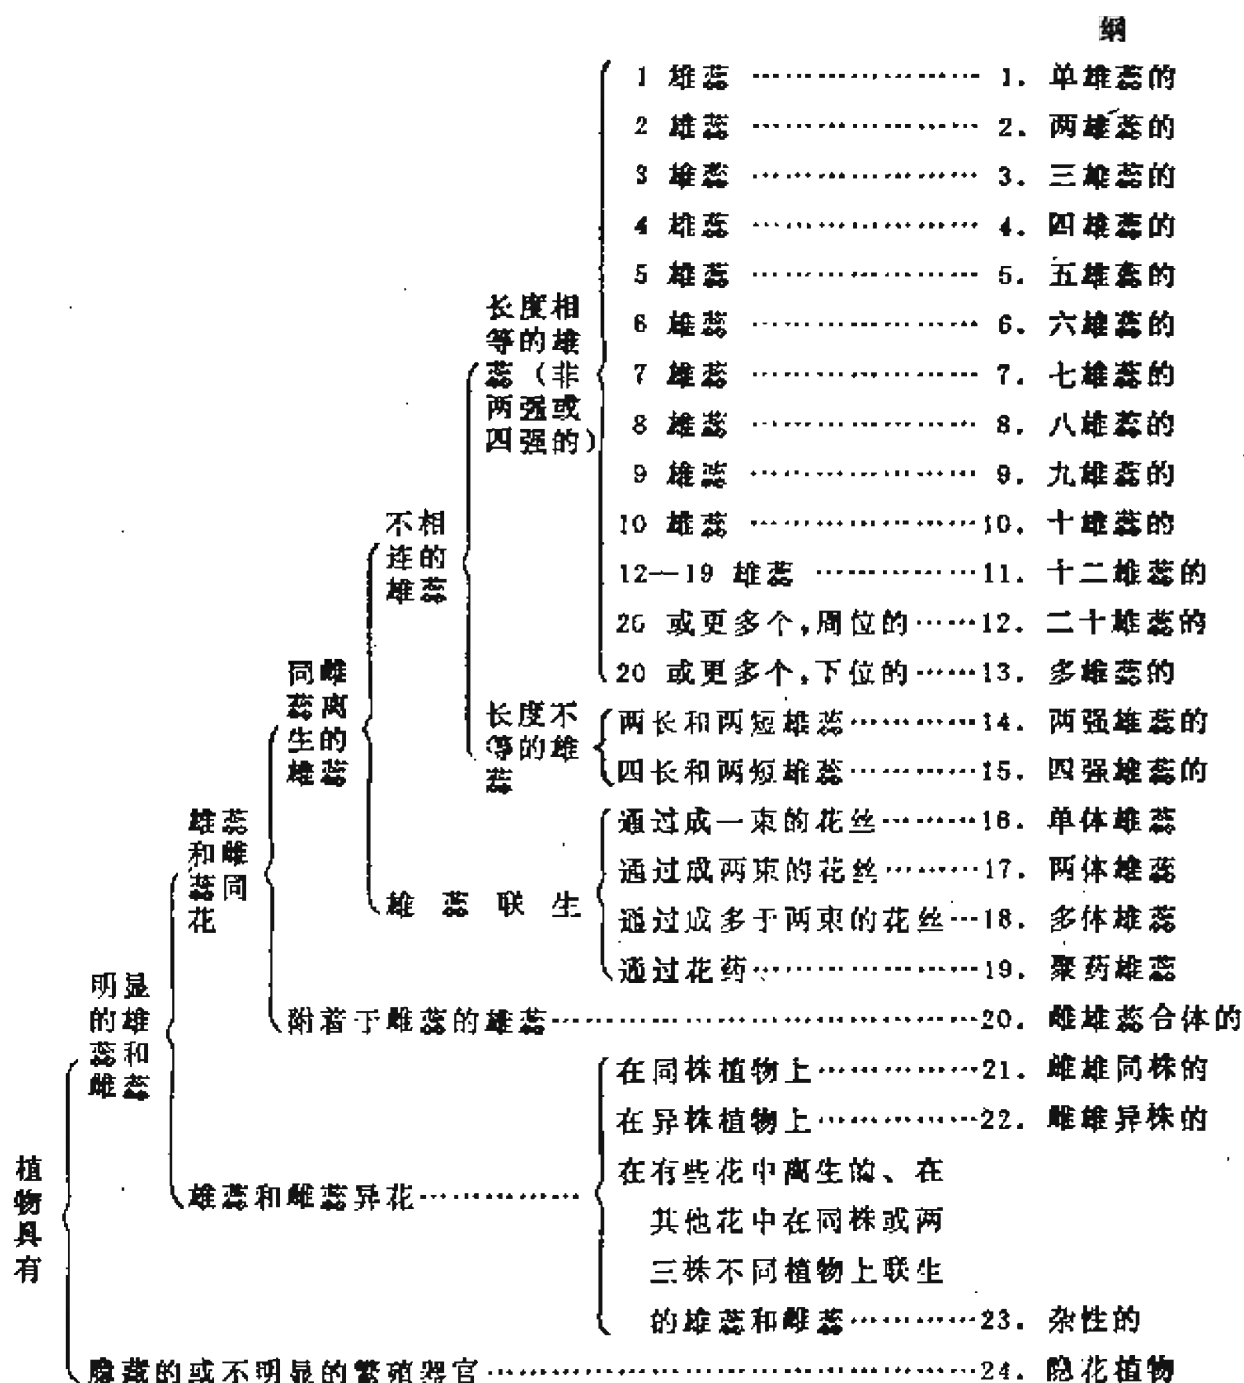 纲
1 雄蕊 ………………… 1. 单雄蕊的
2 雄蕊 ………………… 2. 两雄蕊的
3 雄蕊 ………………… 3. 三雄蕊的
4 雄蕊 ………………… 4. 四雄蕊的
5 雄蕊 ………………… 5. 五雄蕊的
6 雄蕊 ………………… 6. 六雄蕊的
7 雄蕊 ………………… 7. 七雄蕊的
8 雄蕊 ………………… 8. 八雄蕊的
9 雄蕊 ………………… 9. 九雄蕊的
10 雄蕊 …………………10. 十雄蕊的
12—19 雄蕊 ……………11. 十二雄蕊的
20 或更多个,周位的……12. 二十雄蕊的
20 或更多个,下位的……13. 多雄蕊的
长度相
等的雄
蕊(非
两强或
四强的)
两长和两短雄蕊…………14. 两强雄蕊的
四长和两短雄蕊…………15. 四强雄蕊的
长度不
等的雄
蕊
不相
连的
雄蕊
通过成一束的花丝………16. 单体雄蕊
通过成两束的花丝………17. 两体雄蕊
通过成多于两束的花丝…18. 多体雄蕊
通过花药…………………19. 聚药雄蕊
雄蕊联生
同雌
蕊离
生的
雄蕊
附着于雌蕊的雄蕊…………………………………20. 雌雄蕊合体的
雄蕊
和雌
蕊同
花
在同株植物上……………21. 雌雄同株的
在异株植物上……………22. 雌雄异株的
在有些花中离生的、在
其他花中在同株或两
三株不同植物上联生
的雄蕊和雌蕊…………23. 杂性的
雄蕊和雌蕊异花……………
明显
的雄
蕊和
雌蕊
隐藏的或不明显的繁殖器官………………………………………24. 隐花植物
植
物
具
有